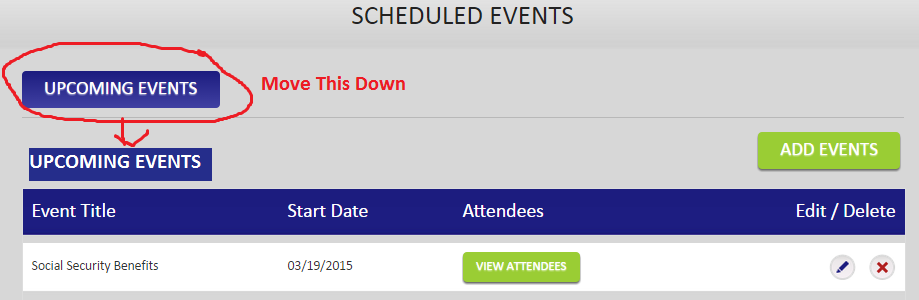 SCHEDULED EVENTS
UPCOMING EVENTS Move This Down
UPCOMING EVENTS ADD EVENTS
Event Title Start Date Attendees Edit / Delete
Social Security Benefits 03/19/2015 VIEW ATTENDEES